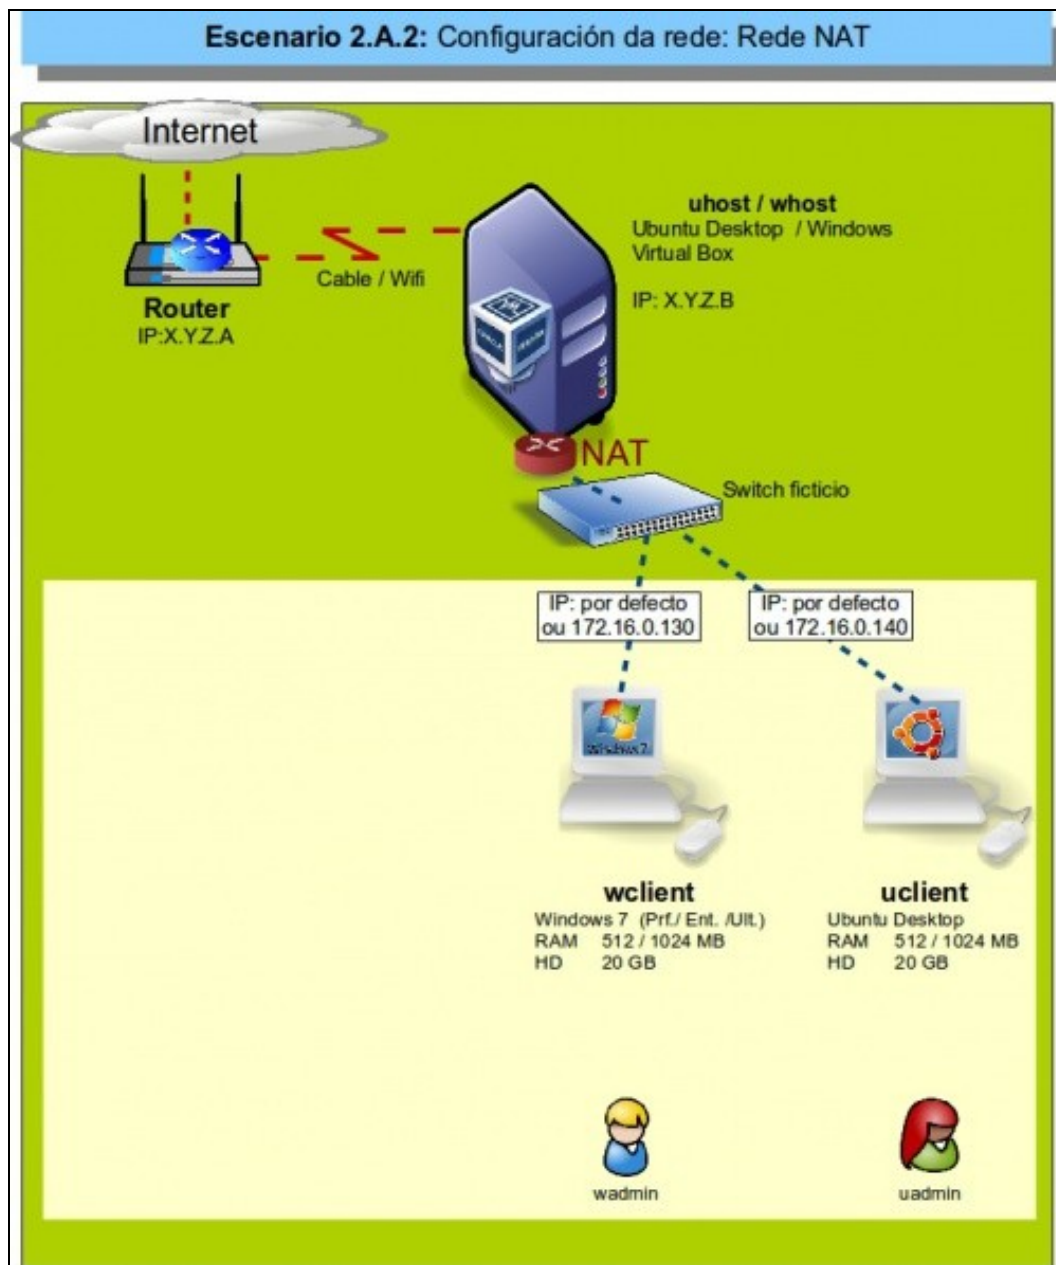 Escenario 2.A.2: Configuración da rede: Rede NAT
Internet
uhost / whost
Ubuntu Desktop / Windows
Virtual Box
IP: X.Y.Z.B
Cable / Wifi
Router
IP:X.Y.Z.A
NAT
Switch ficticio
IP: por defecto
ou 172.16.0.130
IP: por defecto
ou 172.16.0.140
Windows 7
wclient
Windows 7 (Prf./ Ent. /Ult.)
RAM 512 / 1024 MB
HD 20 GB
uclient
Ubuntu Desktop
RAM 512 / 1024 MB
HD 20 GB
wadmin
uadmin